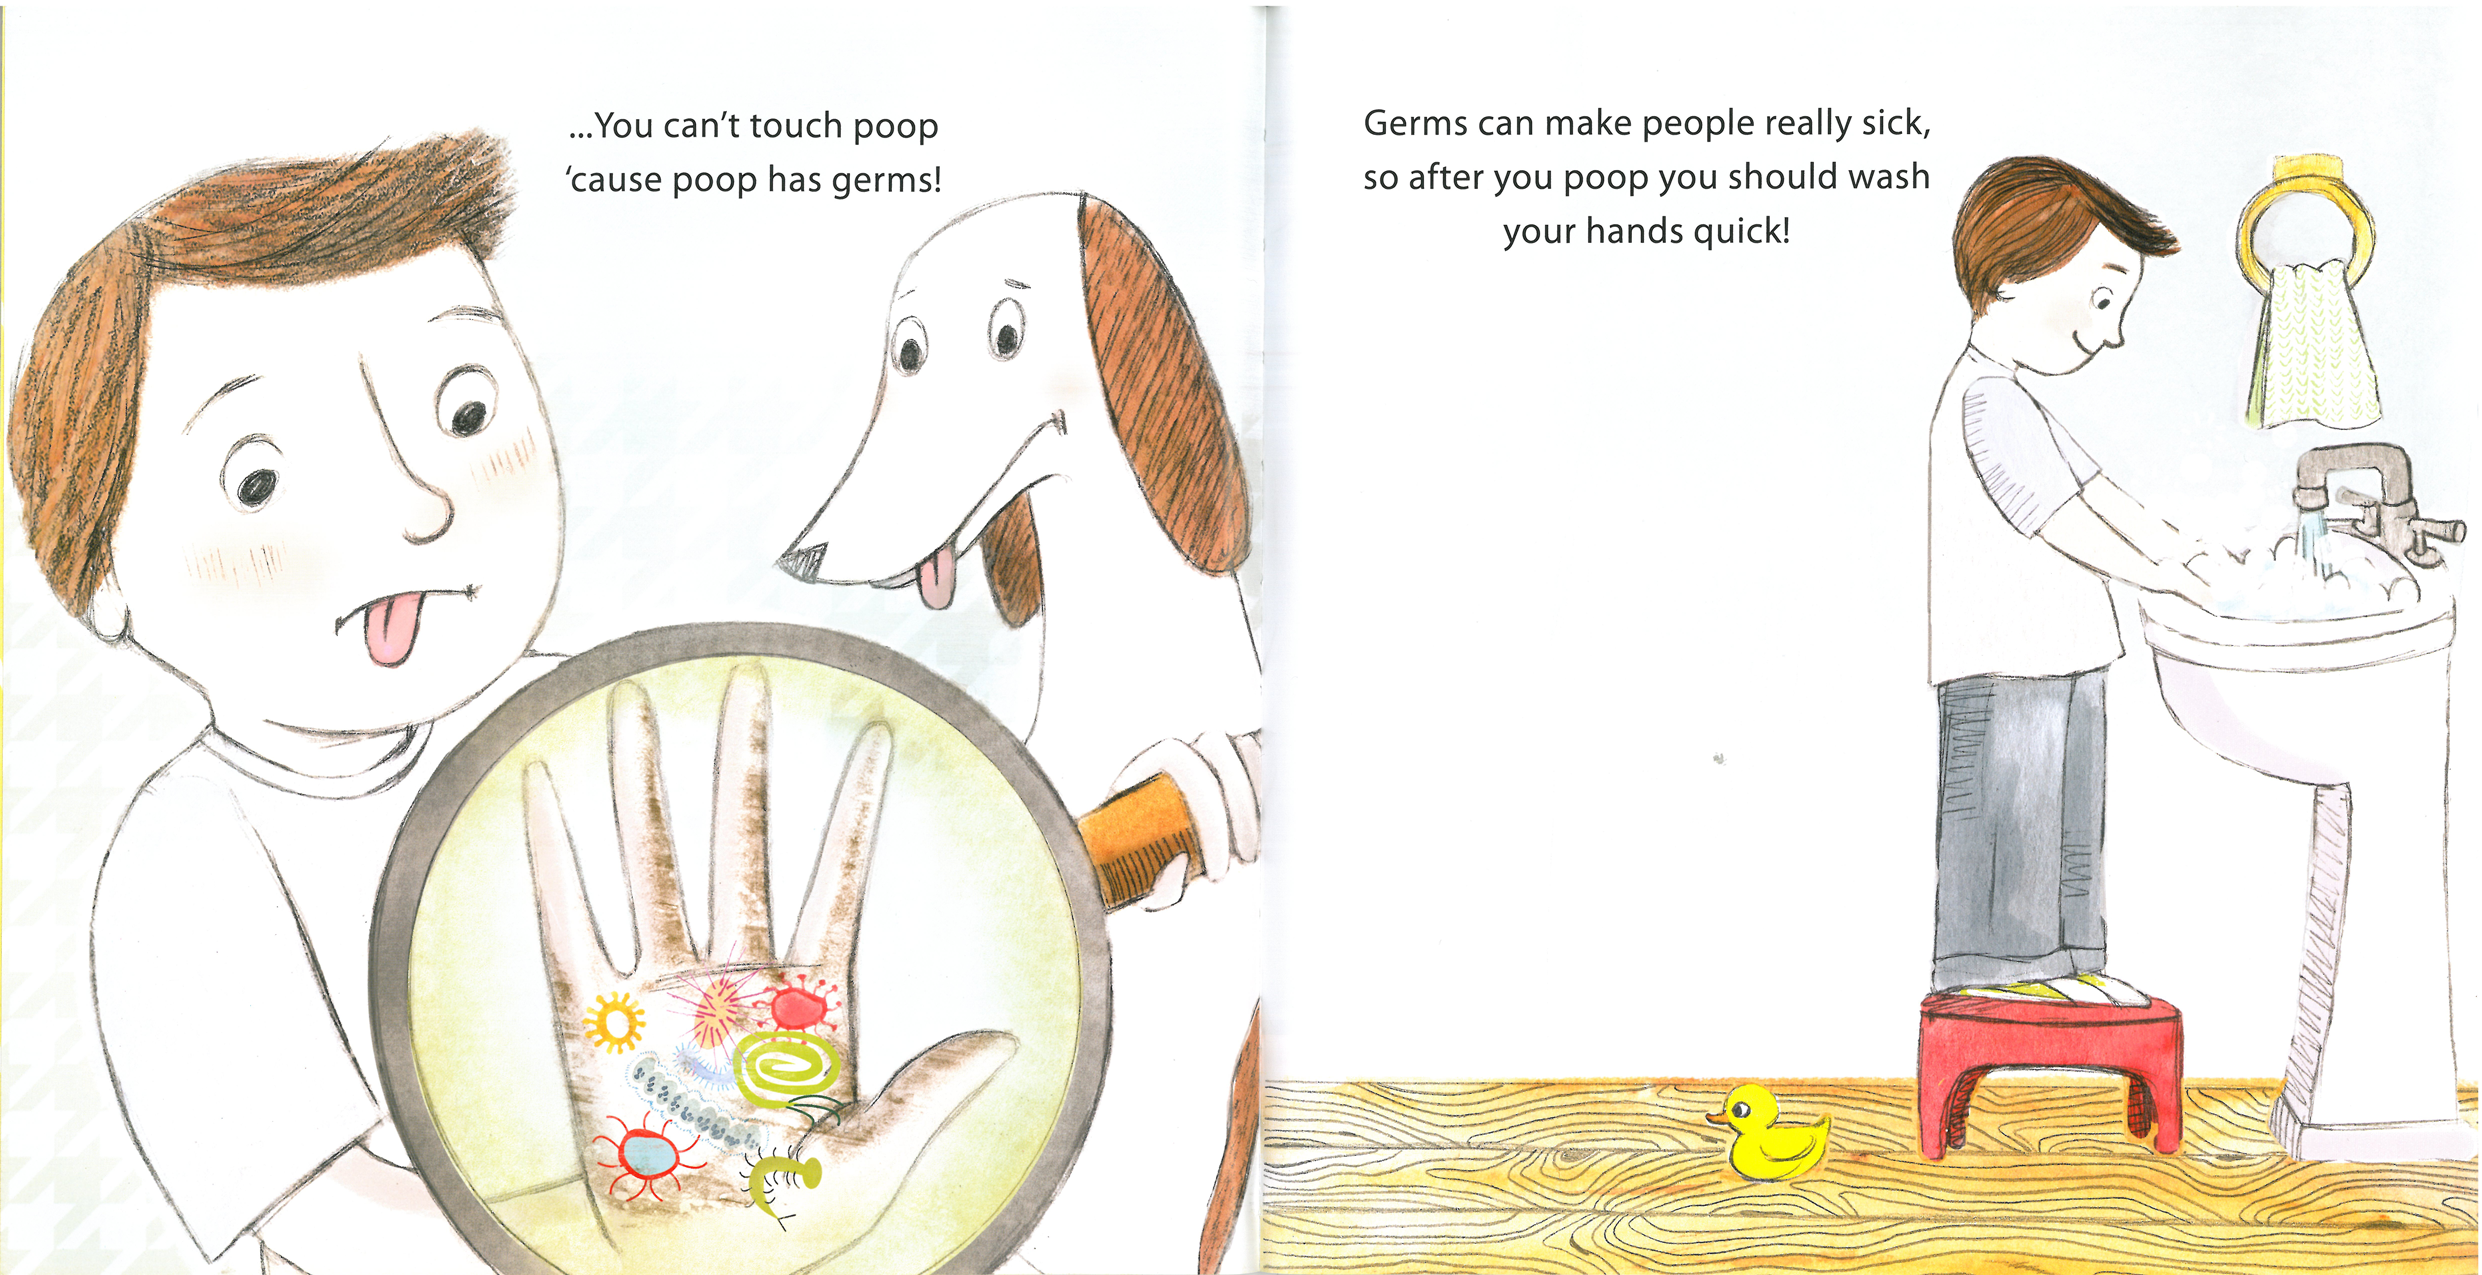 ...You can’t touch poop
‘cause poop has germs!
Germs can make people really sick,
so after you poop you should wash
your hands quick!